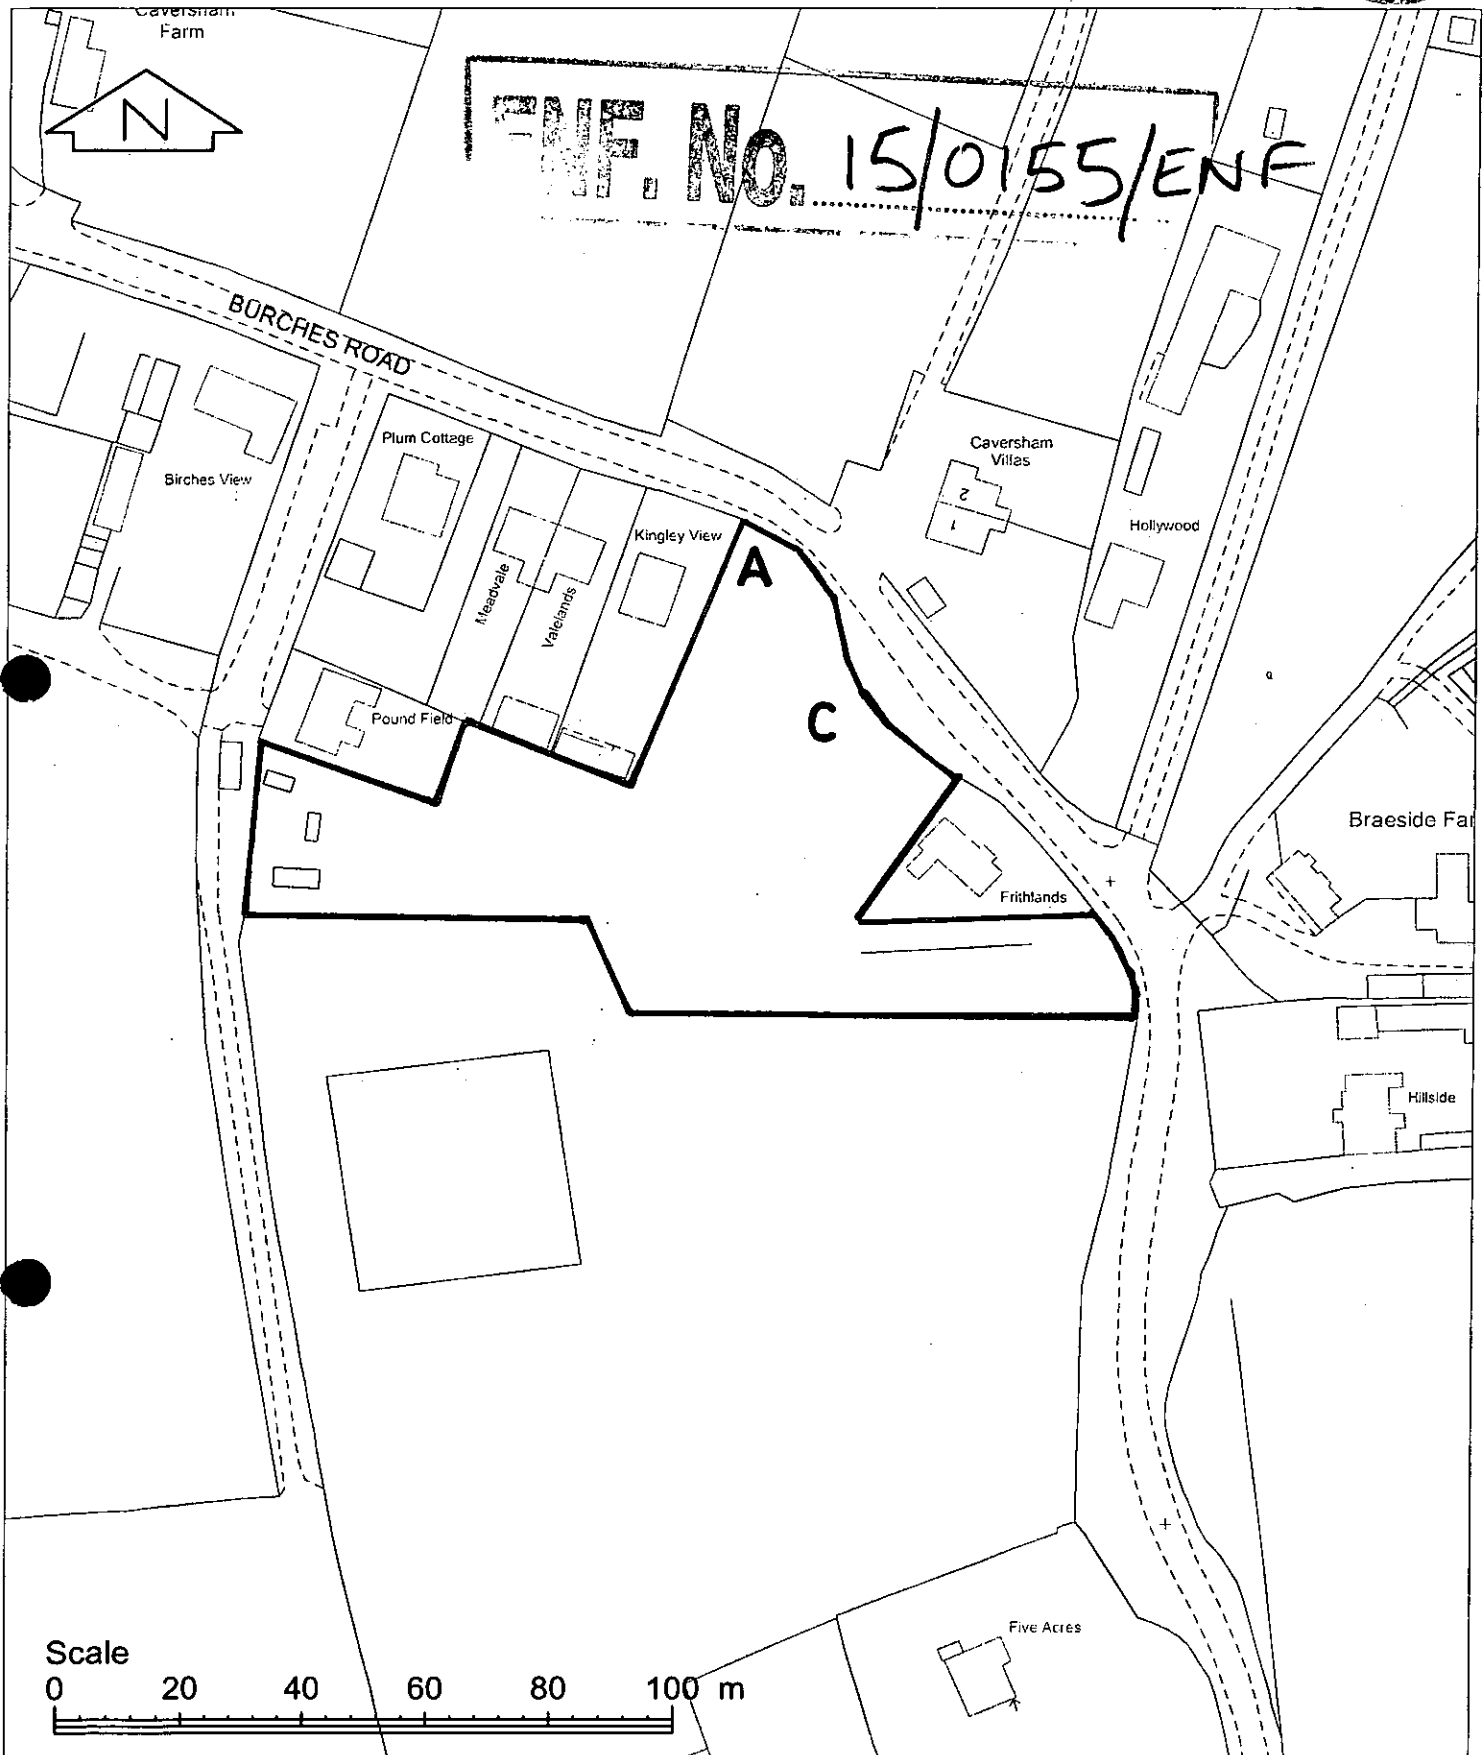 Caversham
Farm
N
ENF. No. 15/0155/ENF
BURCHES ROAD
Plum Cottage
Birches View
Caversham
Villas
2
1
Hollywood
Kingley View
A
Meadvale
Valelands
Pound Field
C
Braeside Far
Frithlands
Hillside
Five Acres
Scale
0 20 40 60 80 100 m